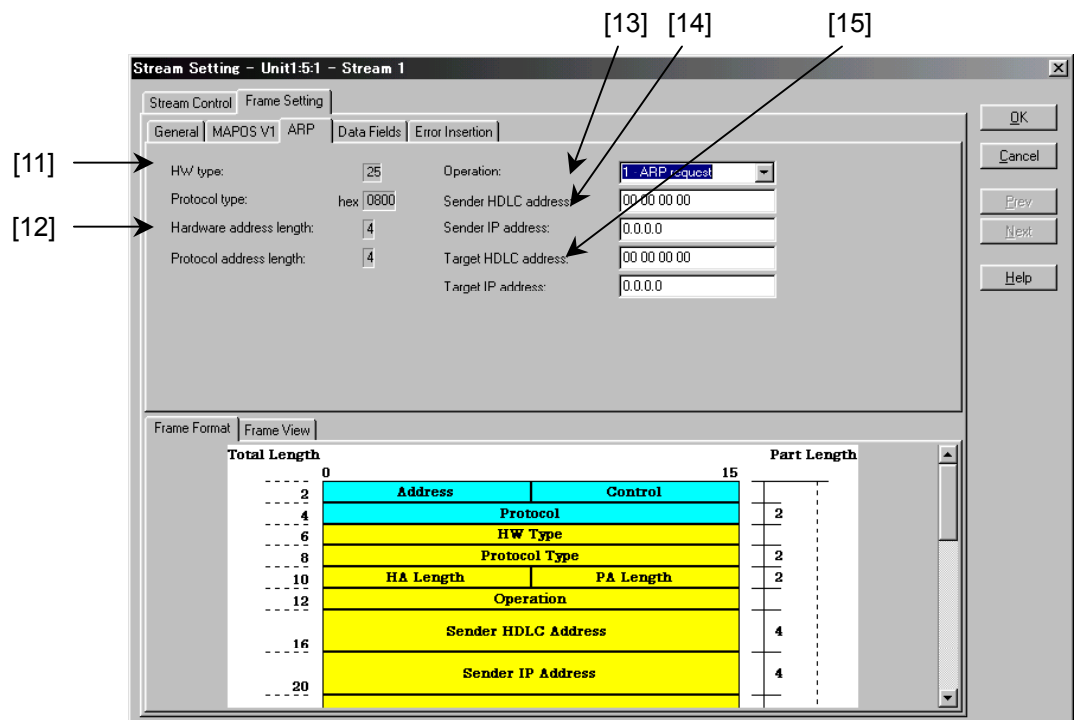 [13] [14] [15]
Stream Setting - Unit1:5:1 - Stream 1
Stream Control Frame Setting
OK
General MAPOS V1 ARP Data Fields Error Insertion
Cancel
[11]
HW type: 25 Operation: 1 - ARP request
Protocol type: hex 0800 Sender HDLC address: 00 00 00 00
Prev
[12]
Hardware address length: 4 Sender IP address: 0.0.0.0
Next
Protocol address length: 4 Target HDLC address: 00 00 00 00
Help
Target IP address: 0.0.0.0
Frame Format Frame View
Total Length Part Length
0 15
2 Address Control
4 Protocol 2
6 HW Type
8 Protocol Type 2
10 HA Length PA Length 2
12 Operation
16 Sender HDLC Address 4
20 Sender IP Address 4